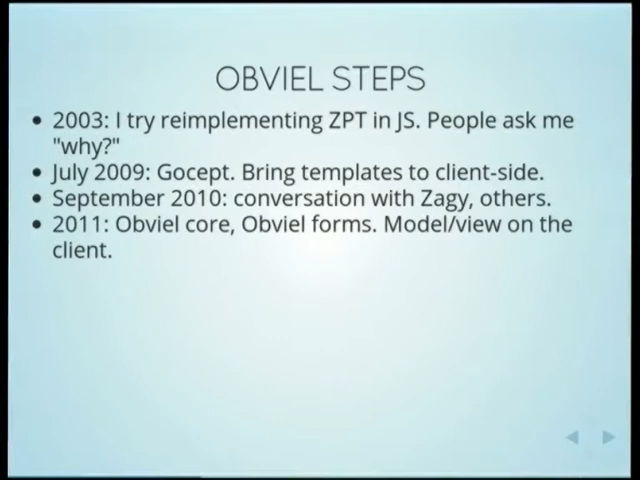 OBVIEL STEPS
• 2003: I try reimplementing ZPT in JS. People ask me
"why?"
• July 2009: Gocept. Bring templates to client-side.
• September 2010: conversation with Zagy, others.
• 2011: Obviel core, Obviel forms. Model/view on the
client.